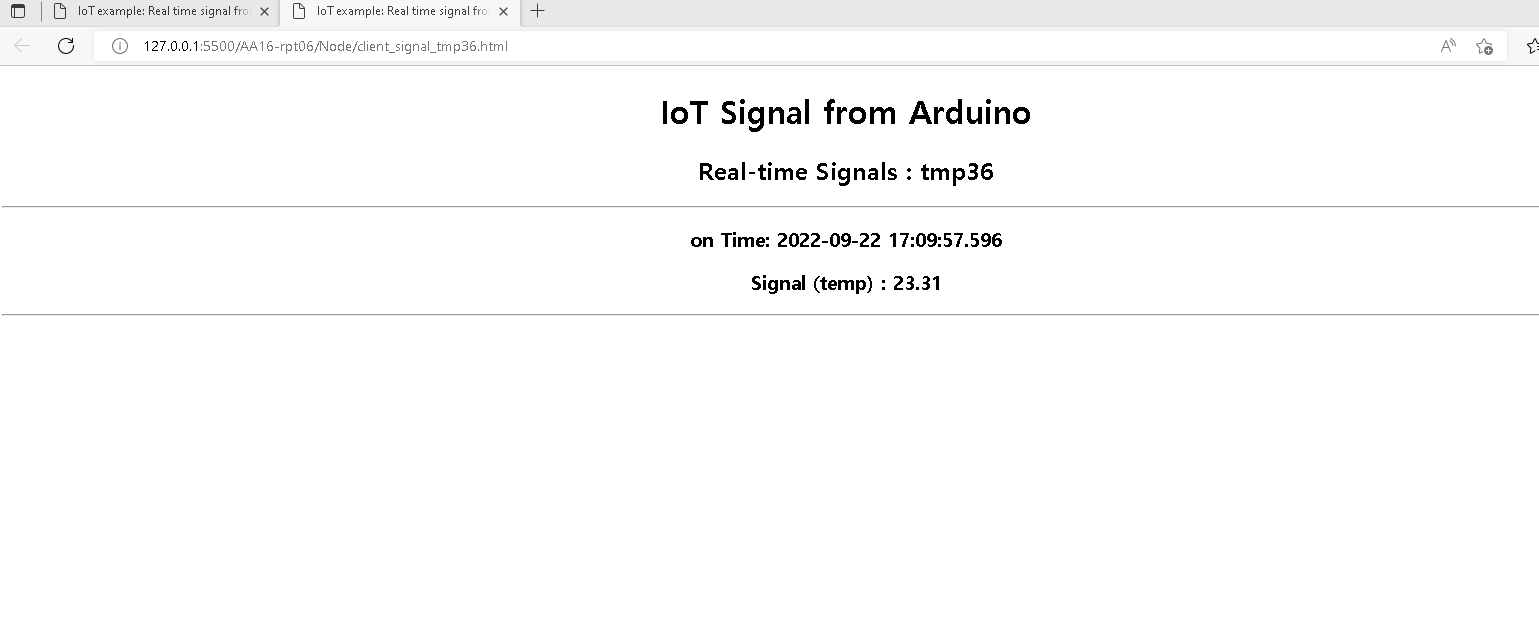 IoT example: Real time signal fro
IoT example: Real time signal fro
127.0.0.1:5500/AA16-rpt06/Node/client_signal_tmp36.html
IoT Signal from Arduino
Real-time Signals : tmp36
on Time: 2022-09-22 17:09:57.596
Signal (temp) : 23.31